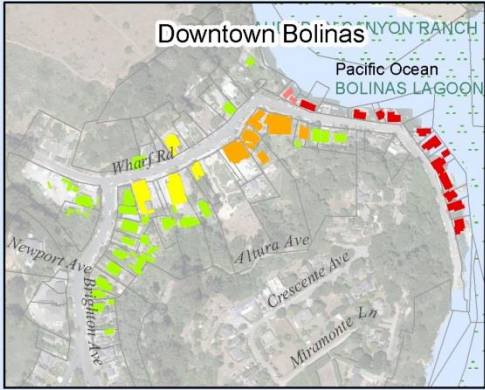 Downtown Bolinas
CANYON RANCH
Pacific Ocean
BOLINAS LAGOON
Wharf Rd
Altura Ave
Newport Ave
Brighton Ave
Crescente Ave
Miramonte Ln